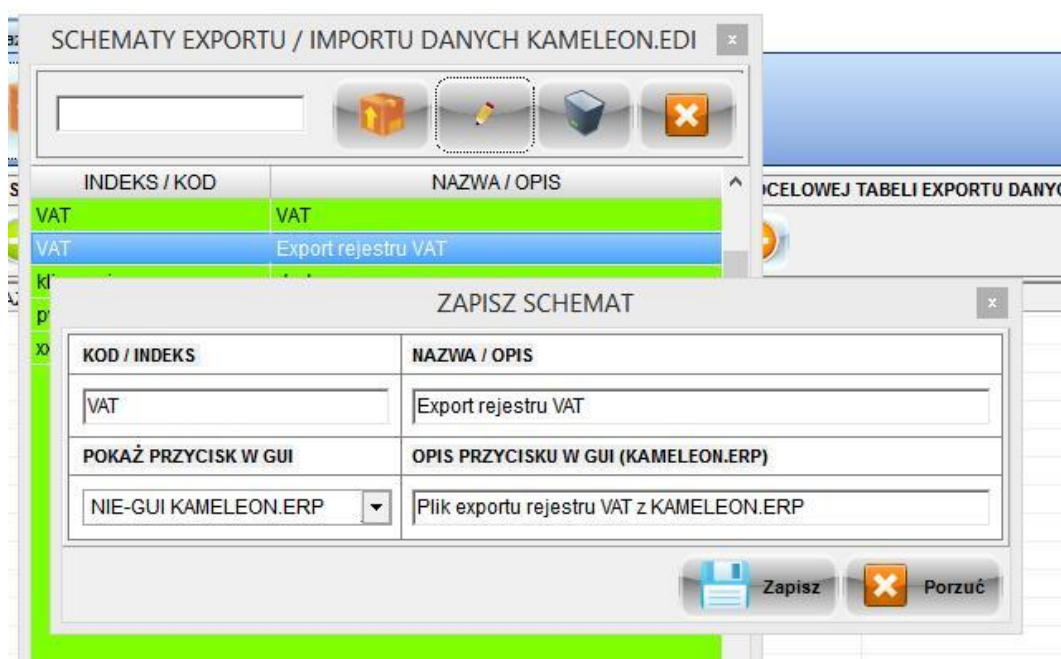 SCHEMATY EXPORTU / IMPORTU DANYCH KAMELEON.EDI
INDEKS / KOD NAZWA / OPIS
VAT VAT
VAT Export rejestru VAT
OCELOWEJ TABELI EXPORTU DANYC
ZAPISZ SCHEMAT
KOD / INDEKS NAZWA / OPIS
VAT Export rejestru VAT
POKAŻ PRZYCISK W GUI OPIS PRZYCISKU W GUI (KAMELEON.ERP)
NIE-GUI KAMELEON.ERP Plik exportu rejestru VAT z KAMELEON.ERP
Zapisz Porzuć